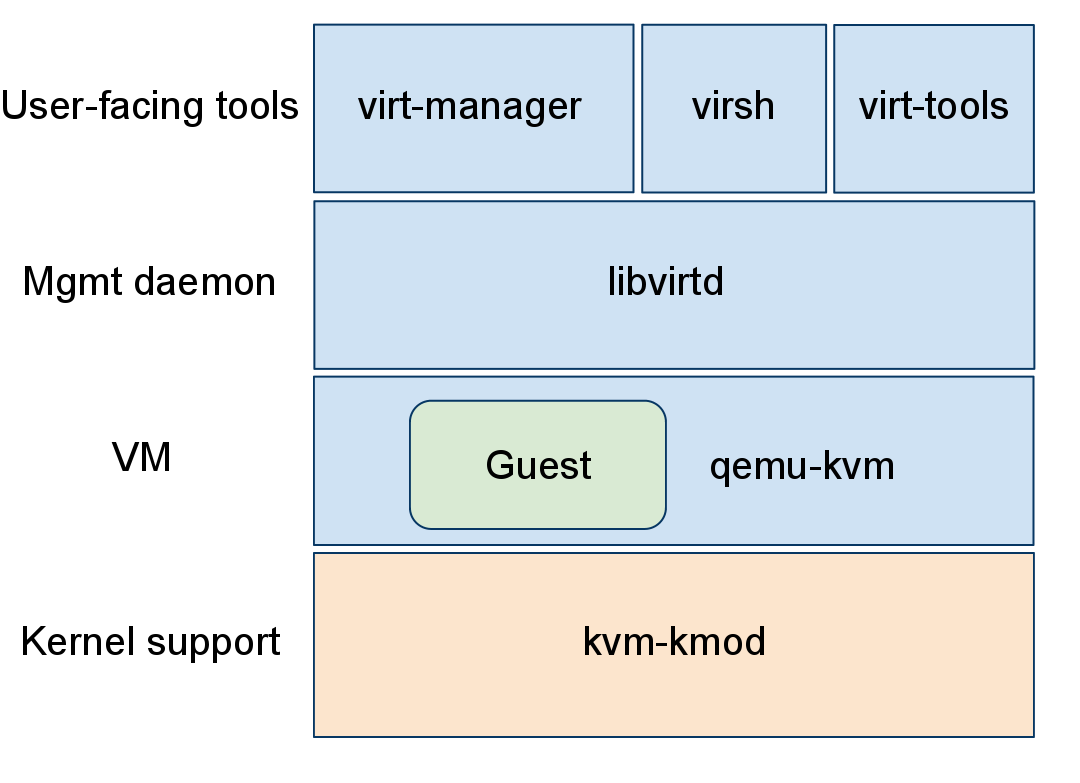 User-facing tools virt-manager virsh virt-tools
Mgmt daemon libvirtd
VM Guest qemu-kvm
Kernel support kvm-kmod